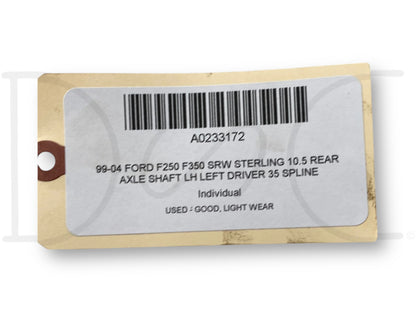 A0233172
99-04 FORD F250 F350 SRW STERLING 10.5 REAR
AXLE SHAFT LH LEFT DRIVER 35 SPLINE
Individual
USED - GOOD, LIGHT WEAR